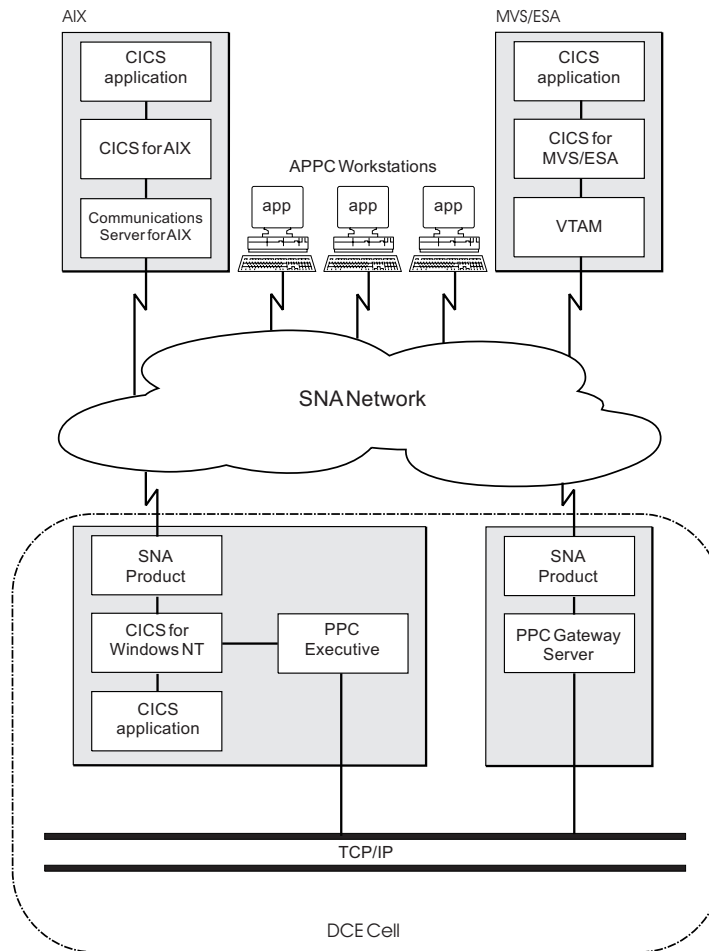 AIX
MVS/ESA
CICS
application
CICS
application
CICS for AIX
CICS for
MVS/ESA
APPC Workstations
app
app
app
Communications
Server for AIX
VTAM
SNA Network
SNA
Product
SNA
Product
CICS for
Windows NT
PPC
Executive
PPC Gateway
Server
CICS
application
TCP/IP
DCE Cell